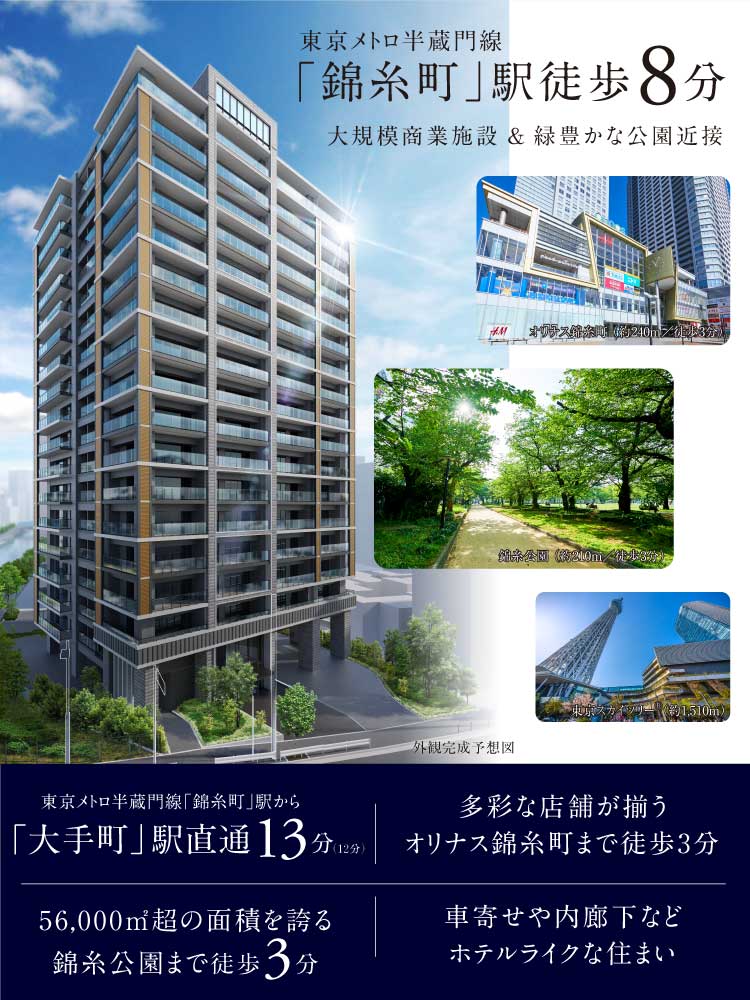 東京メトロ半蔵門線
「錦糸町」駅徒歩8分
大規模商業施設 & 緑豊かな公園近接
H&M
オリナス錦糸町（約240m／徒歩3分）
錦糸公園（約210m／徒歩3分）
東京スカイツリー®（約1,510m）
外観完成予想図
東京メトロ半蔵門線「錦糸町」駅から
「大手町」駅直通13分(12分)
多彩な店舗が揃う
オリナス錦糸町まで徒歩3分
56,000㎡超の面積を誇る
錦糸公園まで徒歩3分
車寄せや内廊下など
ホテルライクな住まい